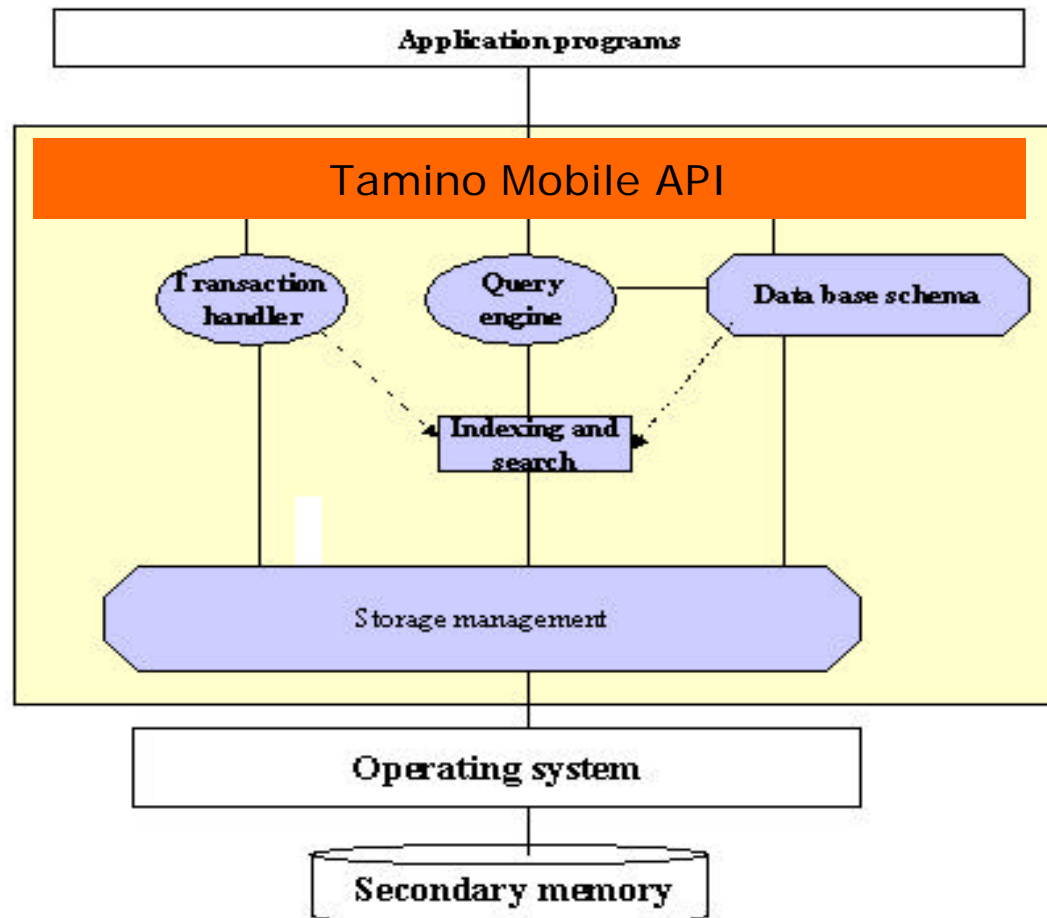 Application programs
Tamino Mobile API
Transaction
handler
Query
engine
Data base schema
Indexing and
search
Storage management
Operating system
Secondary memory